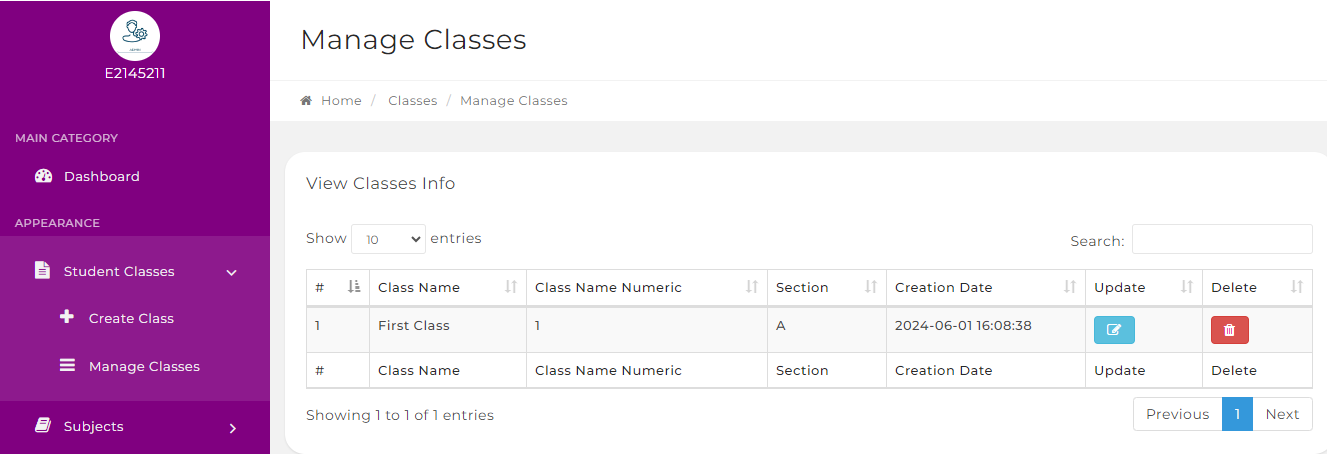 ADMIN
E2145211
MAIN CATEGORY
Dashboard
APPEARANCE
Student Classes
Create Class
Manage Classes
Subjects
Manage Classes
Home / Classes / Manage Classes
View Classes Info
Show 10 entries
Search:
# Class Name Class Name Numeric Section Creation Date Update Delete
1 First Class 1 A 2024-06-01 16:08:38
# Class Name Class Name Numeric Section Creation Date Update Delete
Showing 1 to 1 of 1 entries
Previous 1 Next